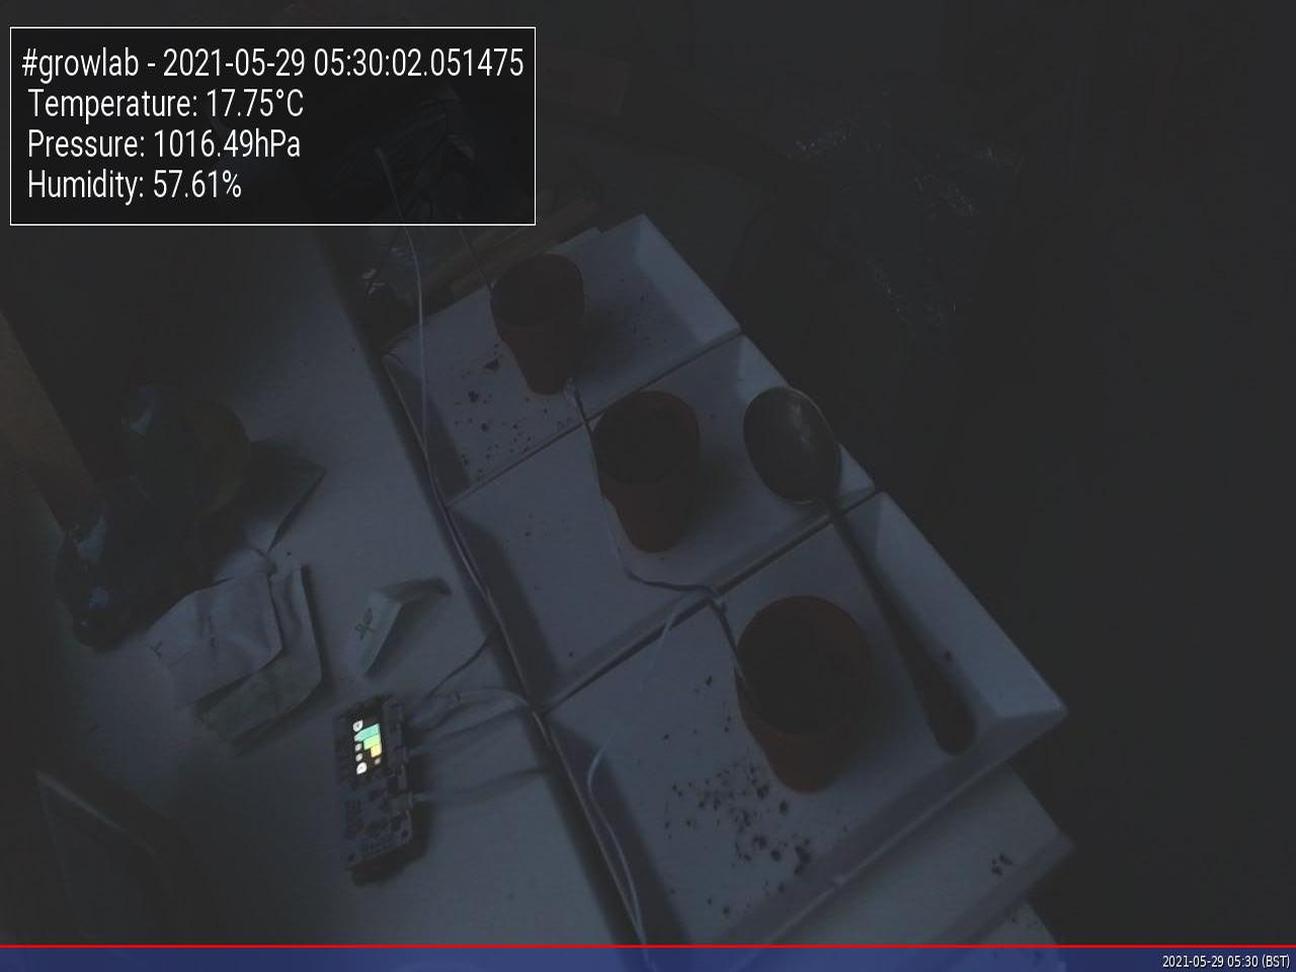 #growlab - 2021-05-29 05:30:02.051475
Temperature: 17.75°C
Pressure: 1016.49hPa
Humidity: 57.61%
2021-05-29 05:30 (BST)